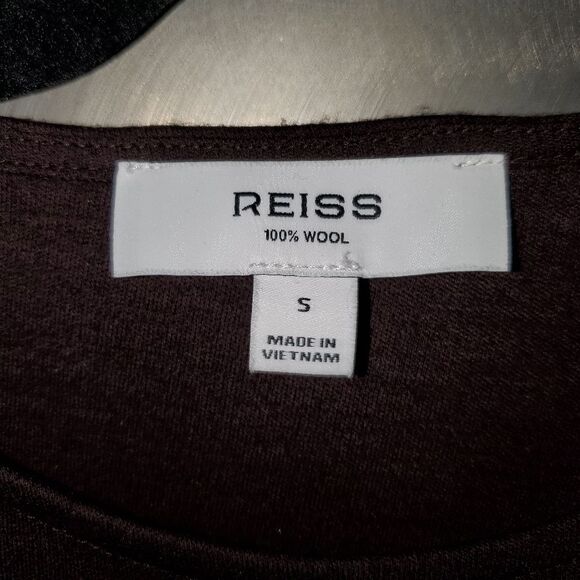 REISS
100% WOOL
S
MADE IN
VIETNAM